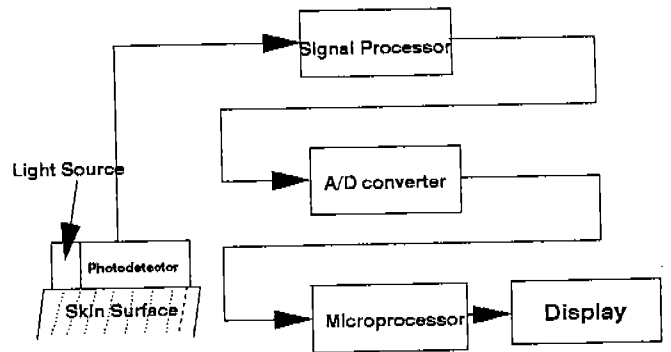 Signal Processor
Light Source
A/D converter
Photodetector
Skin Surface
Microprocessor
Display